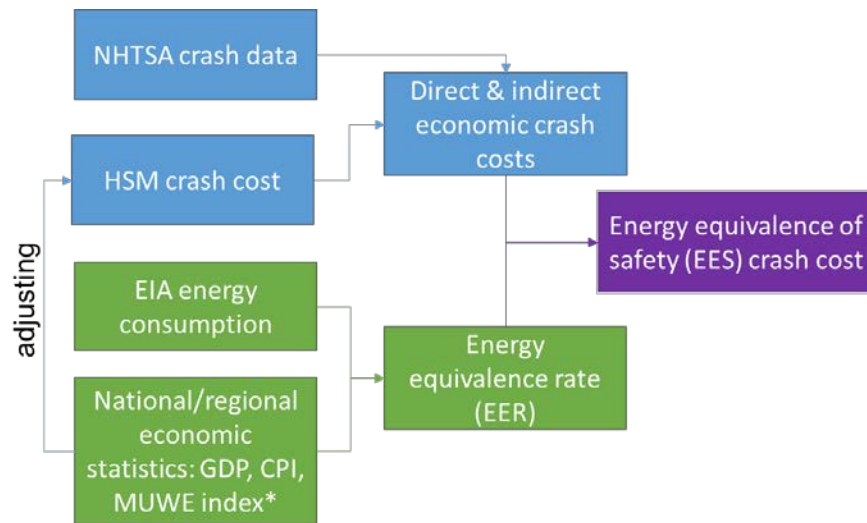 NHTSA crash data
Direct & indirect
economic crash
costs
HSM crash cost
Energy equivalence of
safety (EES) crash cost
adjusting
EIA energy
consumption
Energy
equivalence rate
(EER)
National/regional
economic
statistics: GDP, CPI,
MUWE index*